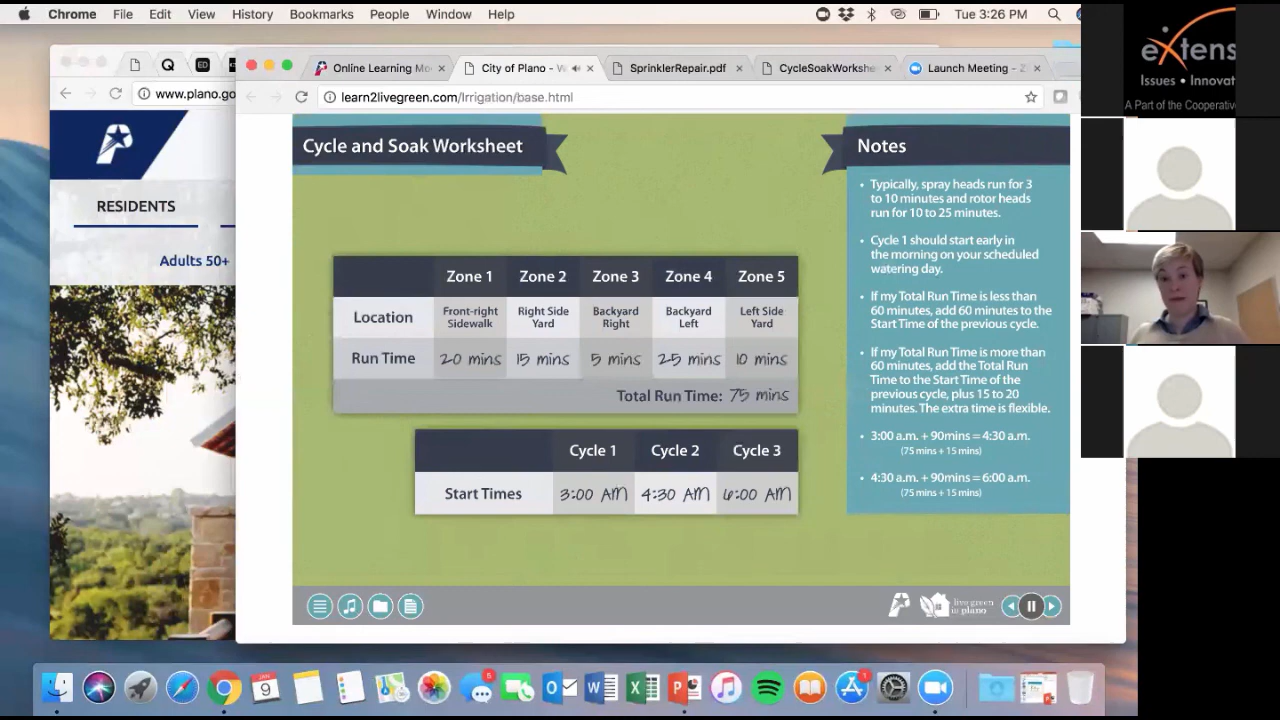 Chrome File Edit View History Bookmarks People Window Help Tue 3:26 PM
Online Learning Mo City of Plano - SprinklerRepair.pdf CycleSoakWorkshe Launch Meeting - Z
www.plano.go learn2livegreen.com/Irrigation/base.html
RESIDENTS
Adults 50+
Cycle and Soak Worksheet
Zone 1 Zone 2 Zone 3 Zone 4 Zone 5
Location Front-right Sidewalk Right Side Yard Backyard Right Backyard Left Left Side Yard
Run Time 20 mins 15 mins 5 mins 25 mins 10 mins
Total Run Time: 75 mins
Cycle 1 Cycle 2 Cycle 3
Start Times 3:00 AM 4:30 AM 6:00 AM
Notes
• Typically, spray heads run for 3
to 10 minutes and rotor heads
run for 10 to 25 minutes.
• Cycle 1 should start early in
the morning on your scheduled
watering day.
• If my Total Run Time is less than
60 minutes, add 60 minutes to the
Start Time of the previous cycle.
• If my Total Run Time is more than
60 minutes, add the Total Run
Time to the Start Time of the
previous cycle, plus 15 to 20
minutes. The extra time is flexible.
• 3:00 a.m. + 90mins = 4:30 a.m.
(75 mins + 15 mins)
• 4:30 a.m. + 90mins = 6:00 a.m.
(75 mins + 15 mins)
live green
in plano
eXtens
Issues • Innovat
A Part of the Cooperativ
JAN
9
5
1